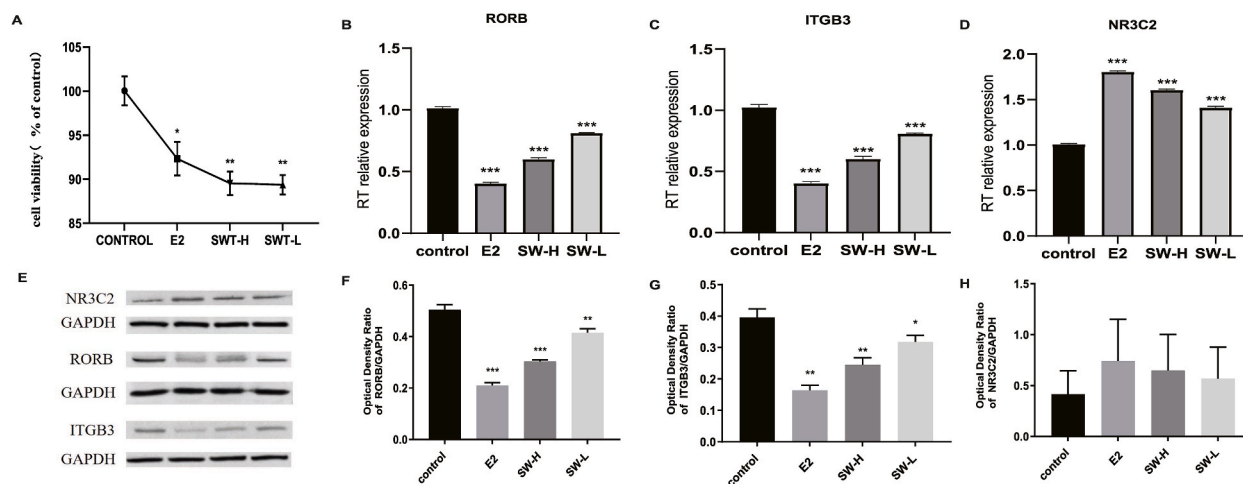 A
cell viability（ % of control）
105
100
95
90
85
*
**
**
CONTROL E2 SWT-H SWT-L
B
RORB
RT relative expression
1.5
1.0
0.5
0.0
***
***
***
control E2 SW-H SW-L
C
ITGB3
RT relative expression
1.5
1.0
0.5
0.0
***
***
***
control E2 SW-H SW-L
D
NR3C2
RT relative expression
2.0
1.5
1.0
0.5
0.0
***
***
***
control E2 SW-H SW-L
E
NR3C2
GAPDH
RORB
GAPDH
ITGB3
GAPDH
F
Optical Density Ratio
of RORB/GAPDH
0.6
0.4
0.2
0.0
***
***
**
control E2 SW-H SW-L
G
Optical Density Ratio
of ITGB3/GAPDH
0.5
0.4
0.3
0.2
0.1
0.0
**
**
*
control E2 SW-H SW-L
H
Optical Density Ratio
of NR3C2/GAPDH
1.5
1.0
0.5
0.0
control E2 SW-H SW-L